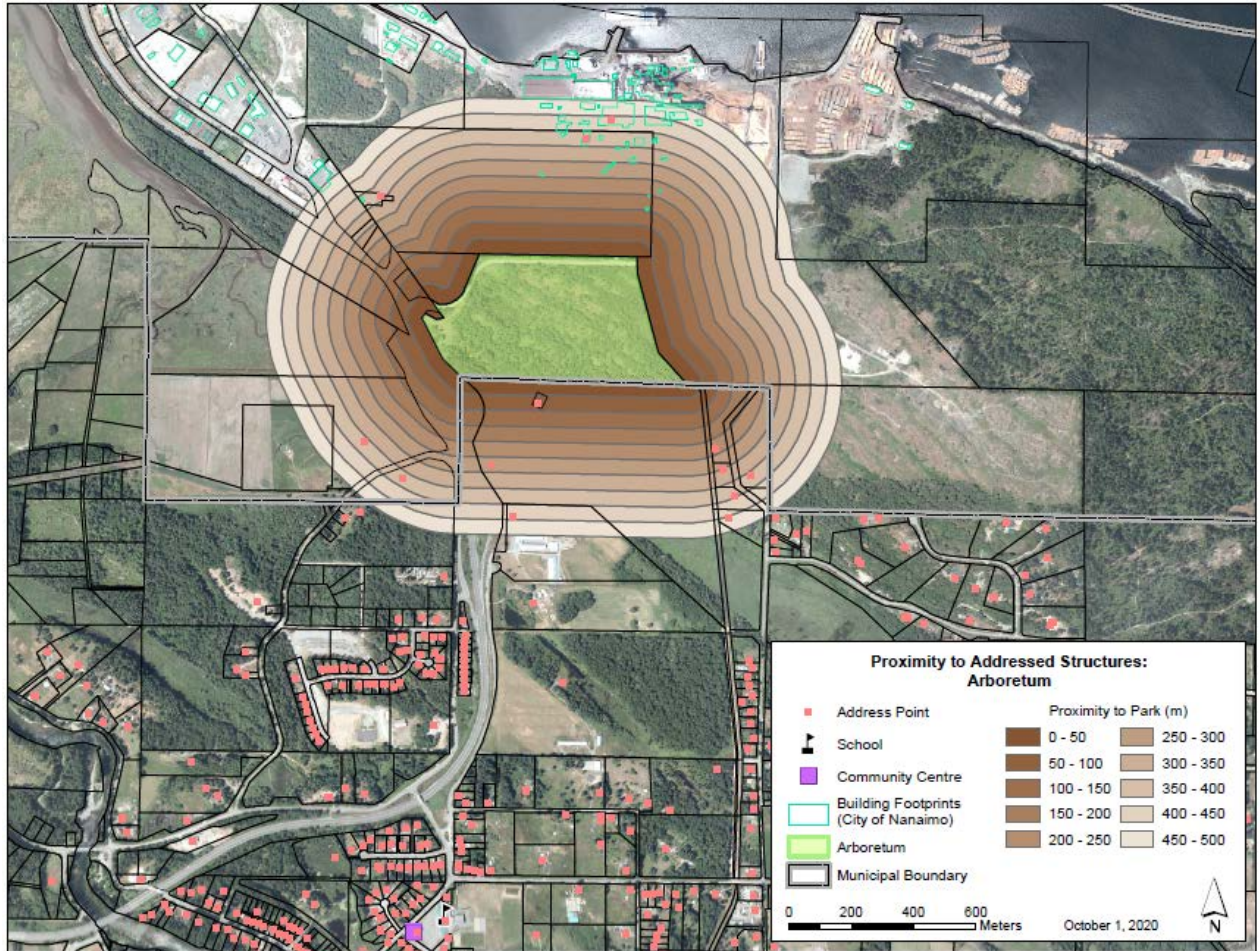 Proximity to Addressed Structures:
Arboretum
Address Point
School
Community Centre
Building Footprints
(City of Nanaimo)
Arboretum
Municipal Boundary
Proximity to Park (m)
0 - 50
50 - 100
100 - 150
150 - 200
200 - 250
250 - 300
300 - 350
350 - 400
400 - 450
450 - 500
0 200 400 600
Meters
October 1, 2020
N